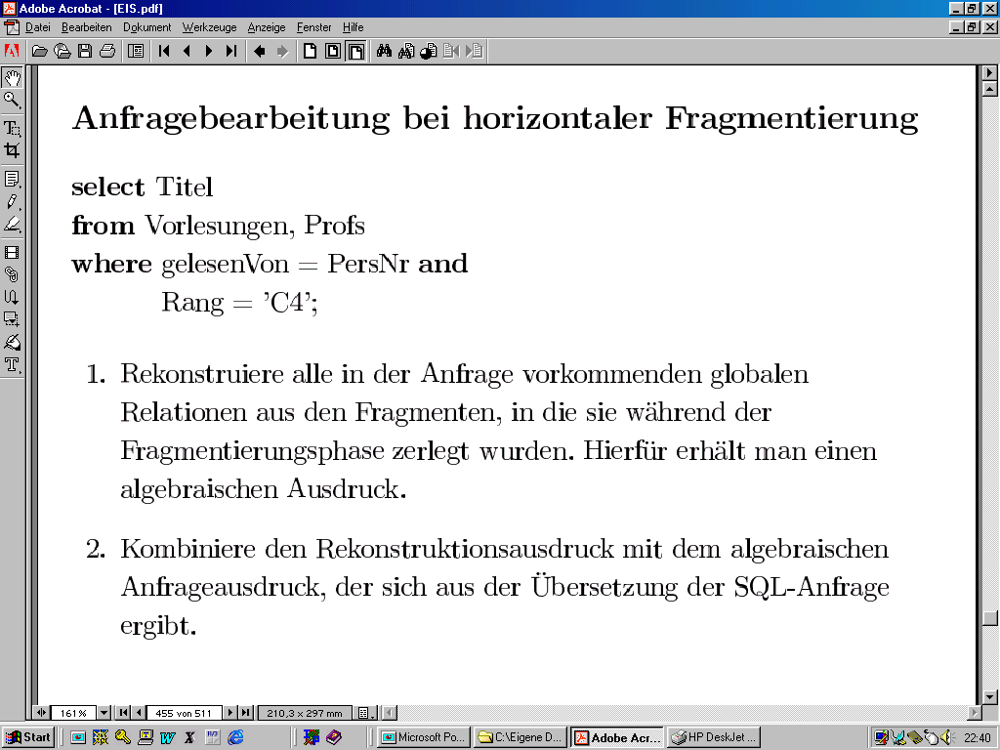 Adobe Acrobat - [EIS.pdf]
Datei Bearbeiten Dokument Werkzeuge Anzeige Fenster Hilfe
Anfragebearbeitung bei horizontaler Fragmentierung
select Titel
from Vorlesungen, Profs
where gelesenVon = PersNr and
Rang = 'C4';
1. Rekonstruiere alle in der Anfrage vorkommenden globalen
Relationen aus den Fragmenten, in die sie während der
Fragmentierungsphase zerlegt wurden. Hierfür erhält man einen
algebraischen Ausdruck.
2. Kombiniere den Rekonstruktionsausdruck mit dem algebraischen
Anfrageausdruck, der sich aus der Übersetzung der SQL-Anfrage
ergibt.
161% 455 von 511 210,3 x 297 mm
Start Microsoft Po... C:\Eigene D... Adobe Acr... HP DeskJet ... 22:40